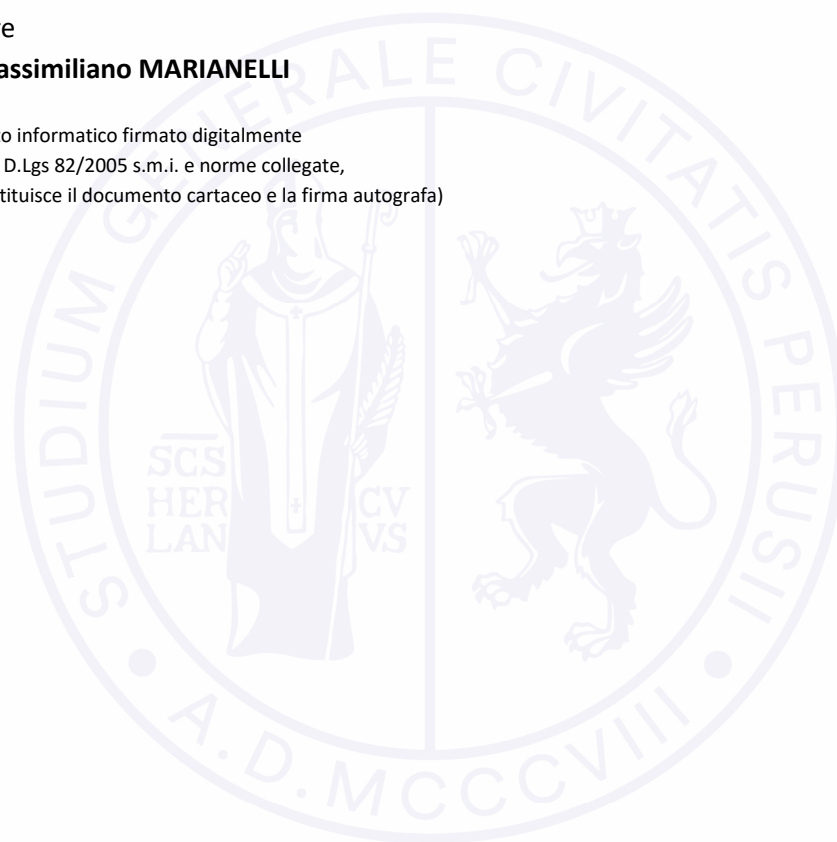 e
assimiliano MARIANELLI
o informatico firmato digitalmente
D.Lgs 82/2005 s.m.i. e norme collegate,
tituisce il documento cartaceo e la firma autografa)
STUDIUM GENERALE CIVITATIS PERUSII
SCS
HER CV
LAN VS
A.D. MCCCVIII